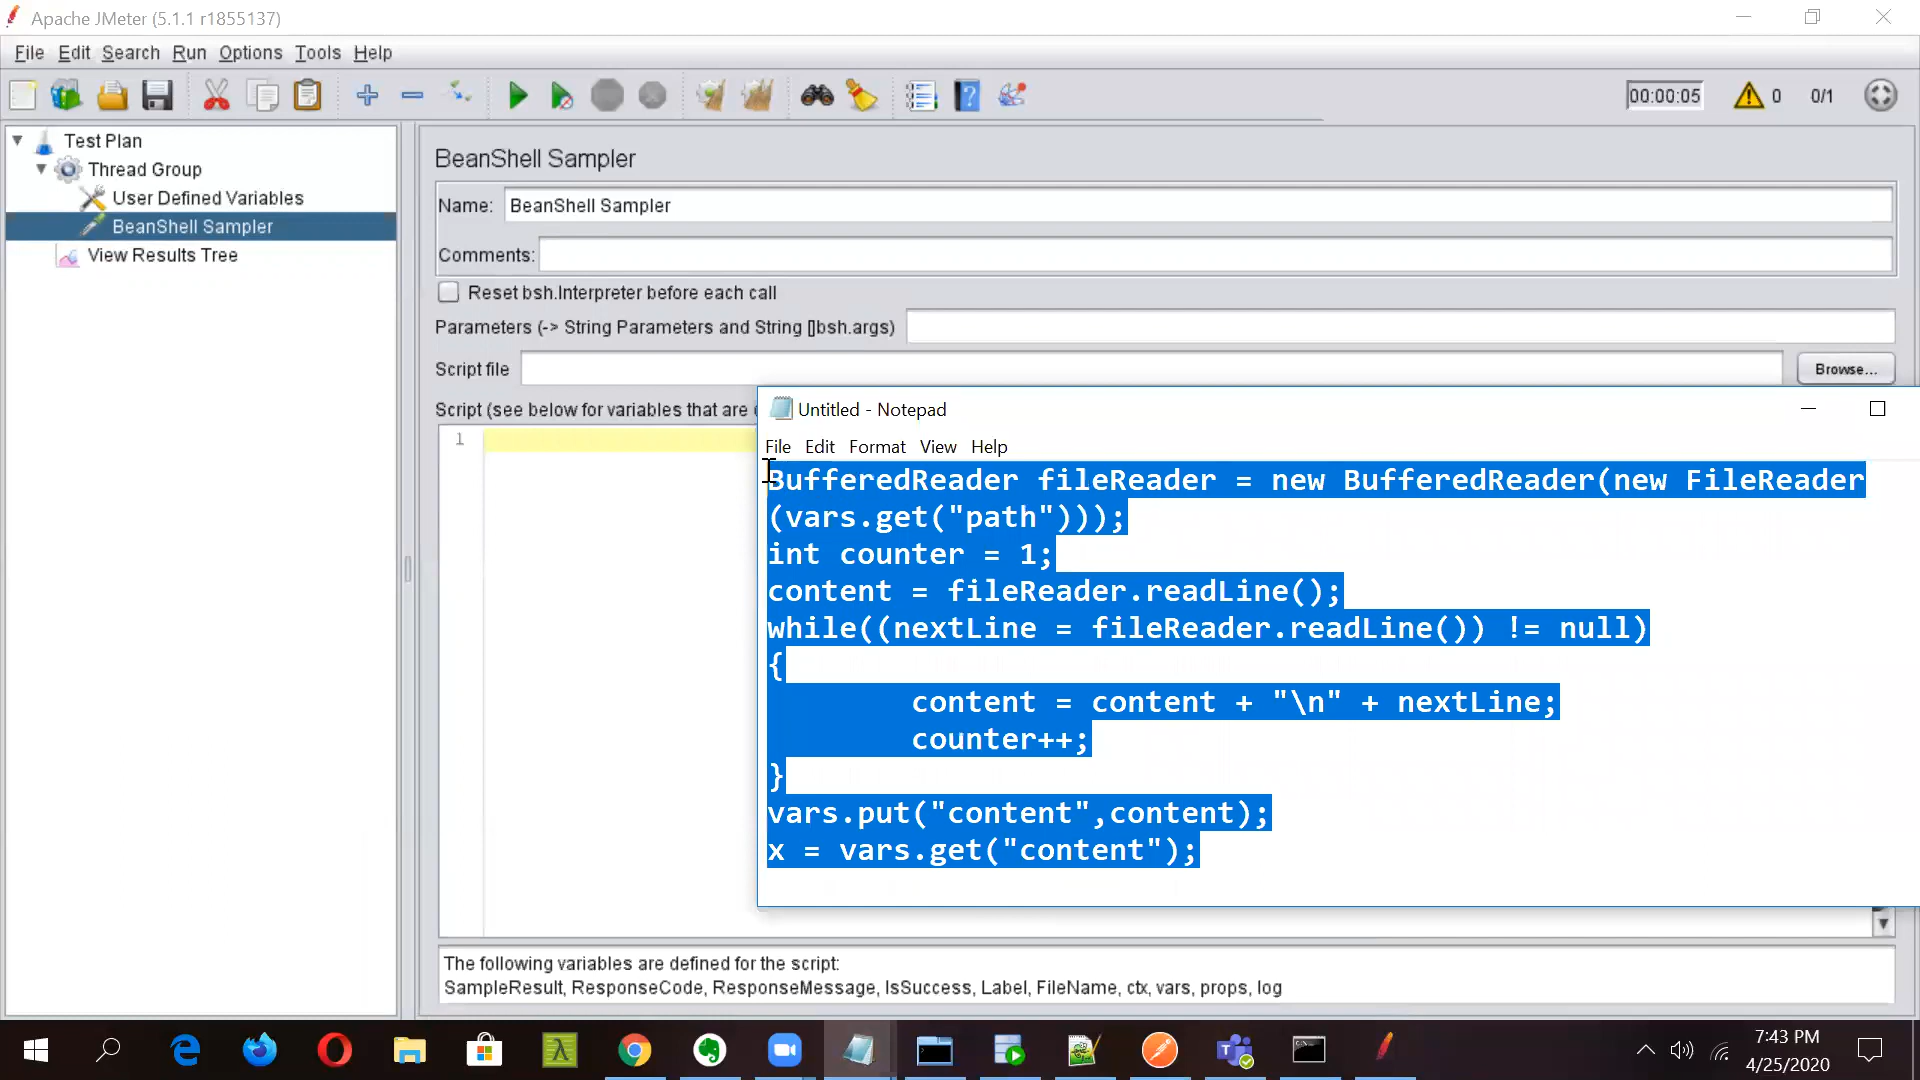 Apache JMeter (5.1.1 r1855137)
File Edit Search Run Options Tools Help
00:00:05 0 0/1
Test Plan
Thread Group
User Defined Variables
BeanShell Sampler
View Results Tree
BeanShell Sampler
Name: BeanShell Sampler
Comments:
Reset bsh.Interpreter before each call
Parameters (-> String Parameters and String []bsh.args)
Script file Browse...
Script (see below for variables that are
1
Untitled - Notepad
File Edit Format View Help
BufferedReader fileReader = new BufferedReader(new FileReader
(vars.get("path")));
int counter = 1;
content = fileReader.readLine();
while((nextLine = fileReader.readLine()) != null)
{
content = content + "\n" + nextLine;
counter++;
}
vars.put("content",content);
x = vars.get("content");
The following variables are defined for the script:
SampleResult, ResponseCode, ResponseMessage, IsSuccess, Label, FileName, ctx, vars, props, log
7:43 PM
4/25/2020